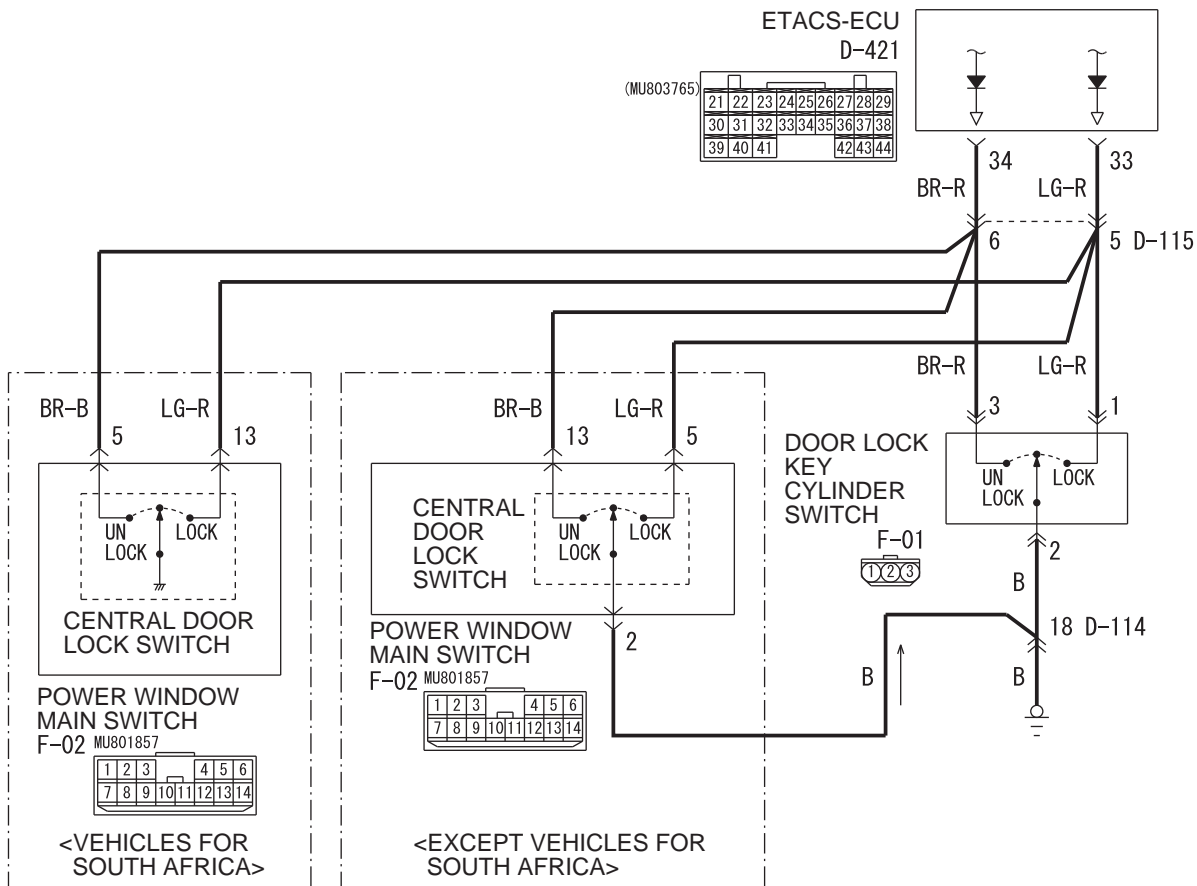 ETACS-ECU
D-421
(MU803765)
21 22 23 24 25 26 27 28 29
30 31 32 33 34 35 36 37 38
39 40 41 42 43 44
34 33
BR-R LG-R
6 5 D-115
BR-R LG-R
BR-B LG-R BR-B LG-R
5 13 13 5 3 1
DOOR LOCK
KEY
CYLINDER
SWITCH
F-01
1 2 3
UN
LOCK
LOCK
2
B
18 D-114
B
B
CENTRAL
DOOR
LOCK
SWITCH
UN
LOCK
LOCK
2
POWER WINDOW
MAIN SWITCH
F-02 MU801857
1 2 3 4 5 6
7 8 9 10 11 12 13 14
<EXCEPT VEHICLES FOR
SOUTH AFRICA>
UN
LOCK
LOCK
CENTRAL DOOR
LOCK SWITCH
POWER WINDOW
MAIN SWITCH
F-02 MU801857
1 2 3 4 5 6
7 8 9 10 11 12 13 14
<VEHICLES FOR
SOUTH AFRICA>